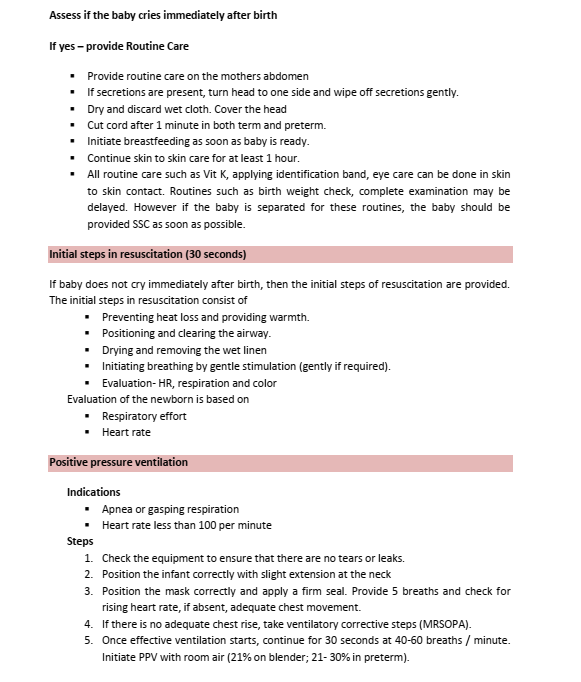 Assess if the baby cries immediately after birth
If yes – provide Routine Care
▪ Provide routine care on the mothers abdomen
▪ If secretions are present, turn head to one side and wipe off secretions gently.
▪ Dry and discard wet cloth. Cover the head
▪ Cut cord after 1 minute in both term and preterm.
▪ Initiate breastfeeding as soon as baby is ready.
▪ Continue skin to skin care for at least 1 hour.
▪ All routine care such as Vit K, applying identification band, eye care can be done in skin
to skin contact. Routines such as birth weight check, complete examination may be
delayed. However if the baby is separated for these routines, the baby should be
provided SSC as soon as possible.
Initial steps in resuscitation (30 seconds)
If baby does not cry immediately after birth, then the initial steps of resuscitation are provided.
The initial steps in resuscitation consist of
▪ Preventing heat loss and providing warmth.
▪ Positioning and clearing the airway.
▪ Drying and removing the wet linen
▪ Initiating breathing by gentle stimulation (gently if required).
▪ Evaluation- HR, respiration and color
Evaluation of the newborn is based on
▪ Respiratory effort
▪ Heart rate
Positive pressure ventilation
Indications
▪ Apnea or gasping respiration
▪ Heart rate less than 100 per minute
Steps
1. Check the equipment to ensure that there are no tears or leaks.
2. Position the infant correctly with slight extension at the neck
3. Position the mask correctly and apply a firm seal. Provide 5 breaths and check for
rising heart rate, if absent, adequate chest movement.
4. If there is no adequate chest rise, take ventilatory corrective steps (MRSOPA).
5. Once effective ventilation starts, continue for 30 seconds at 40-60 breaths / minute.
Initiate PPV with room air (21% on blender; 21- 30% in preterm).